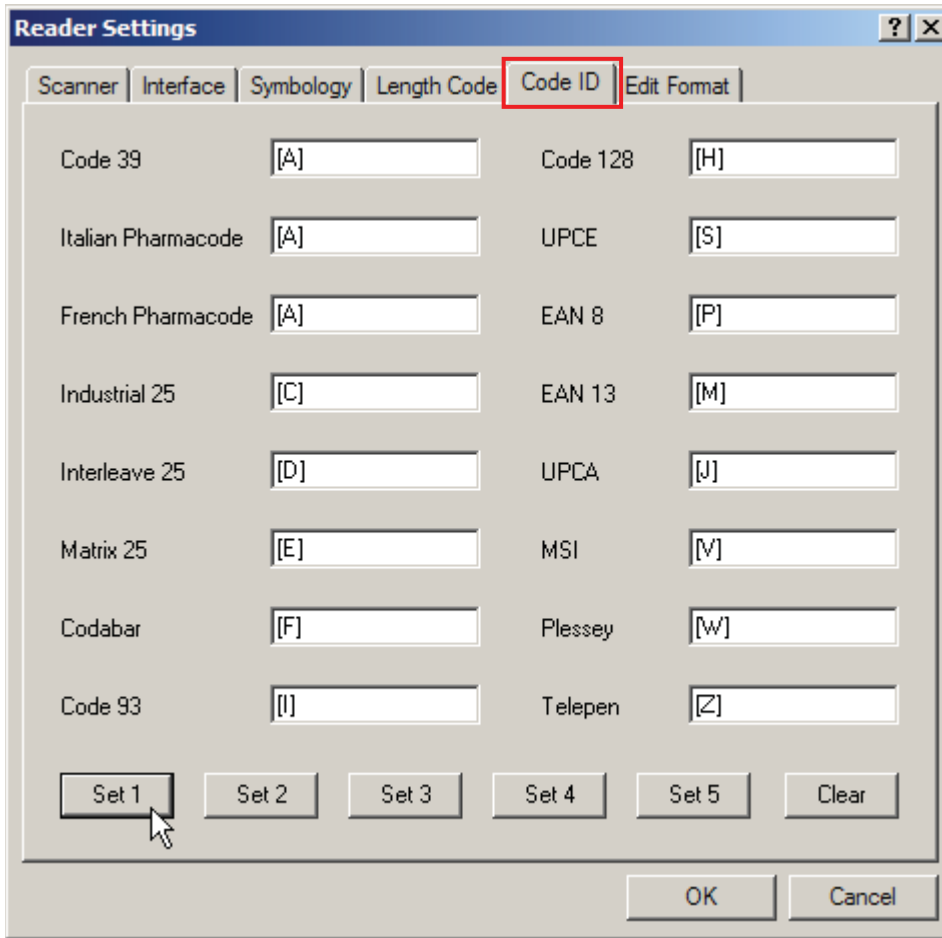 Reader Settings ? X
Scanner Interface Symbology Length Code Code ID Edit Format
Code 39 [A] Code 128 [H]
Italian Pharmacode [A] UPCE [S]
French Pharmacode [A] EAN 8 [P]
Industrial 25 [C] EAN 13 [M]
Interleave 25 [D] UPCA [J]
Matrix 25 [E] MSI [V]
Codabar [F] Plessey [W]
Code 93 [I] Telepen [Z]
Set 1 Set 2 Set 3 Set 4 Set 5 Clear
OK Cancel